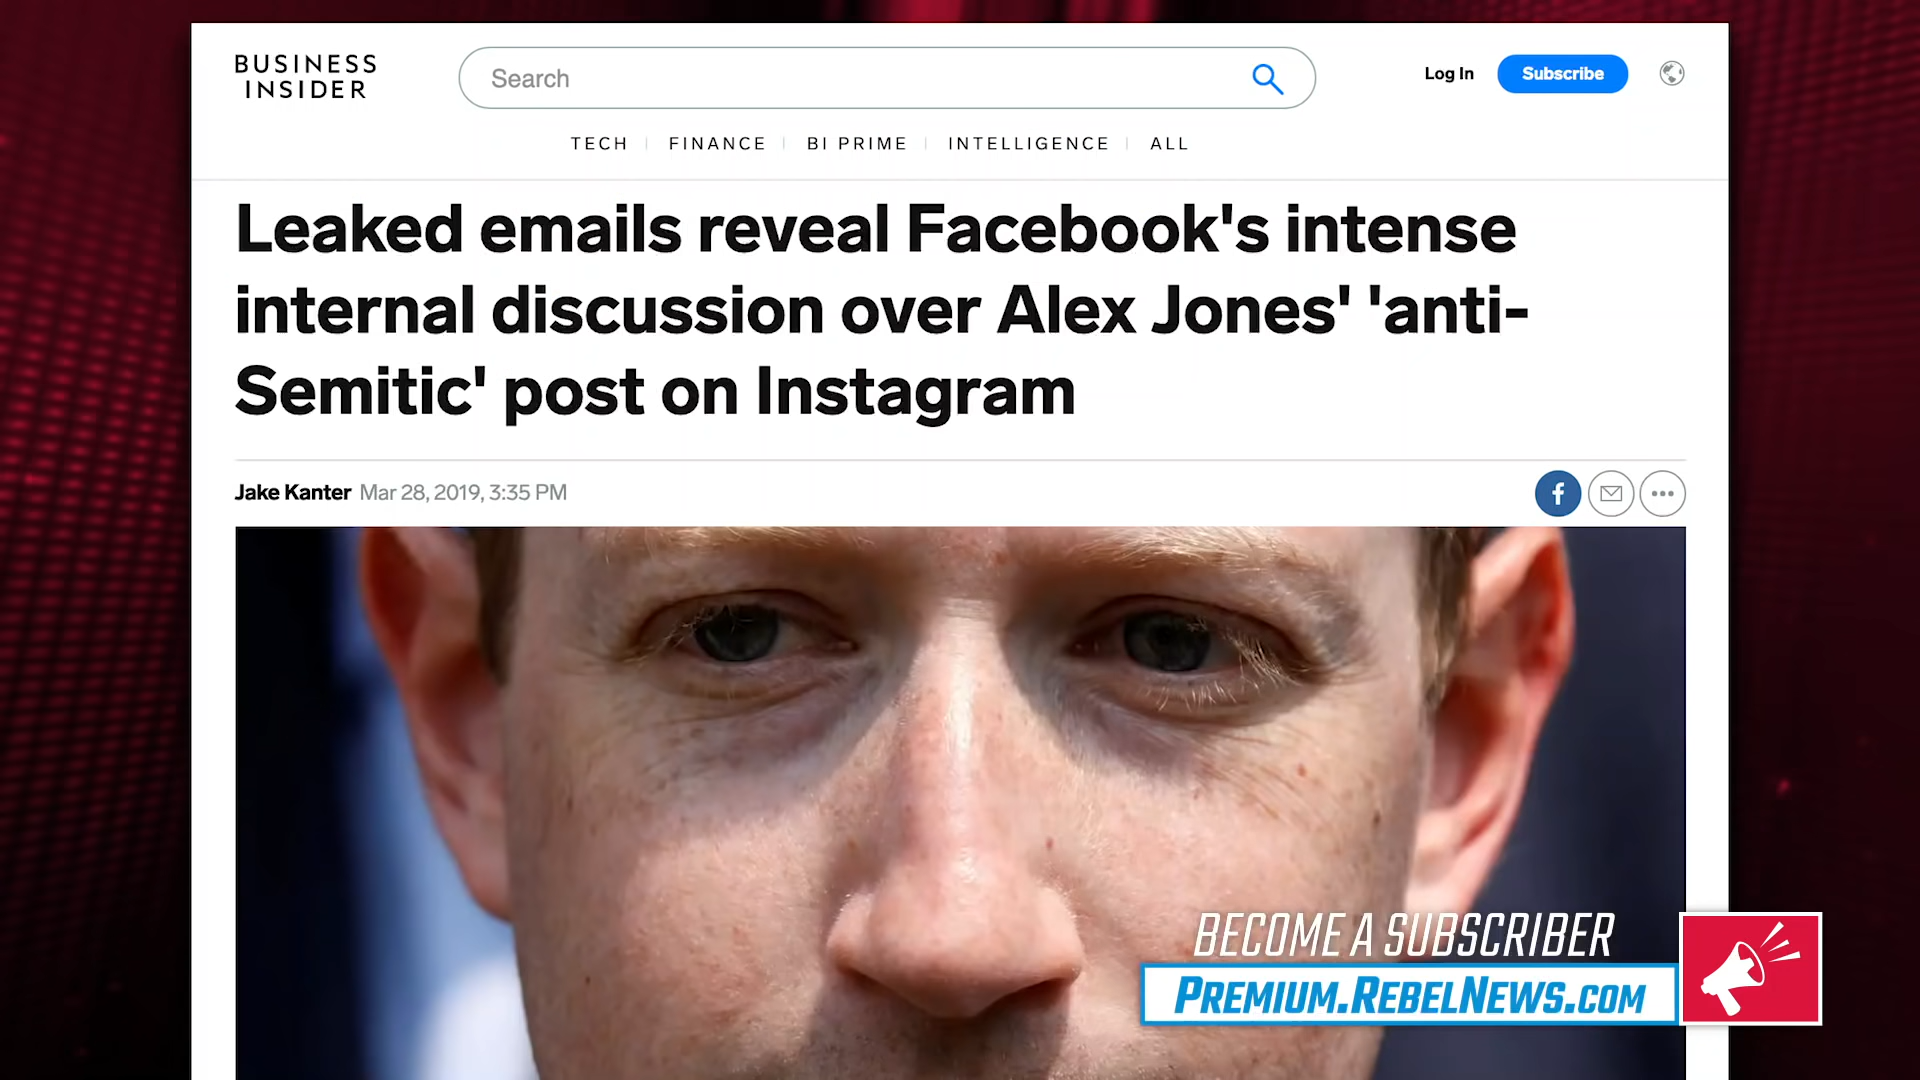 BUSINESS
INSIDER
Search
Log In
Subscribe
TECH
FINANCE
BI PRIME
INTELLIGENCE
ALL
Leaked emails reveal Facebook's intense
internal discussion over Alex Jones' 'anti-
Semitic' post on Instagram
Jake Kanter Mar 28, 2019, 3:35 PM
f
BECOME A SUBSCRIBER
PREMIUM.REBELNEWS.COM